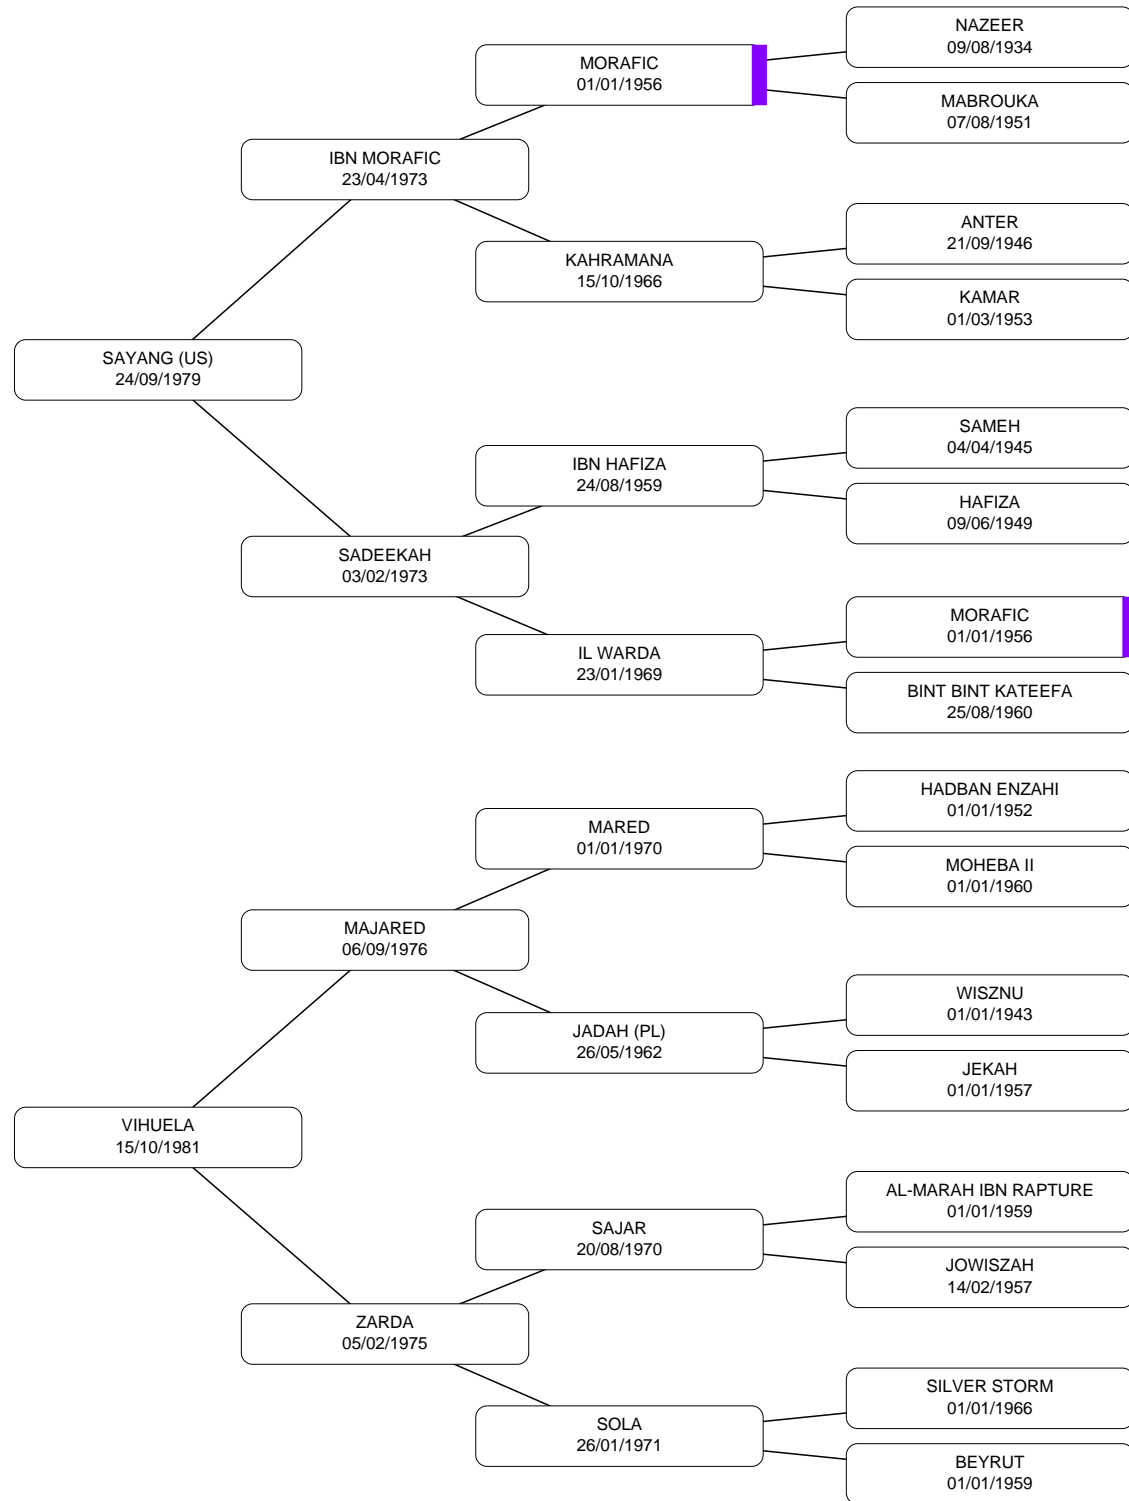 NAZEER
09/08/1934
MORAFIC
01/01/1956
MABROUKA
07/08/1951
IBN MORAFIC
23/04/1973
ANTER
21/09/1946
KAHRAMANA
15/10/1966
KAMAR
01/03/1953
SAYANG (US)
24/09/1979
SAMEH
04/04/1945
IBN HAFIZA
24/08/1959
HAFIZA
09/06/1949
SADEEKAH
03/02/1973
MORAFIC
01/01/1956
IL WARDA
23/01/1969
BINT BINT KATEEFA
25/08/1960
HADBAN ENZAHI
01/01/1952
MARED
01/01/1970
MOHEBA II
01/01/1960
MAJARED
06/09/1976
WISZNU
01/01/1943
JADAH (PL)
26/05/1962
JEKAH
01/01/1957
VIHUELA
15/10/1981
AL-MARAH IBN RAPTURE
01/01/1959
SAJAR
20/08/1970
JOWISZAH
14/02/1957
ZARDA
05/02/1975
SILVER STORM
01/01/1966
SOLA
26/01/1971
BEYRUT
01/01/1959